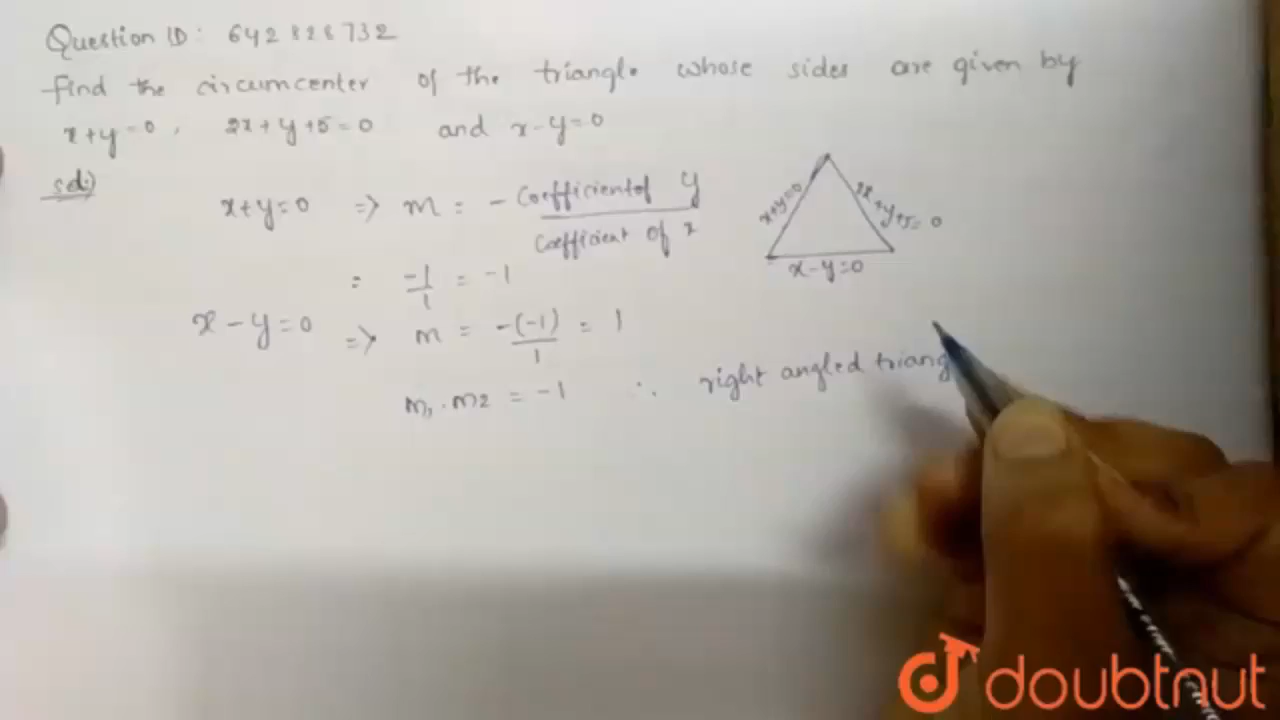 Question ID: 642828732
Find the circumcenter of the triangle whose sides are given by
x+y=0, 2x+y+5=0 and x-y=0
Sol:)
x+y=0 => m = - Coefficient of y / Coefficient of x
= -1/1 = -1
x-y=0 => m = -(-1)/1 = 1
m1.m2 = -1 ∴ right angled triang
x+y=0
2x+y+5=0
x-y=0
doubtnut